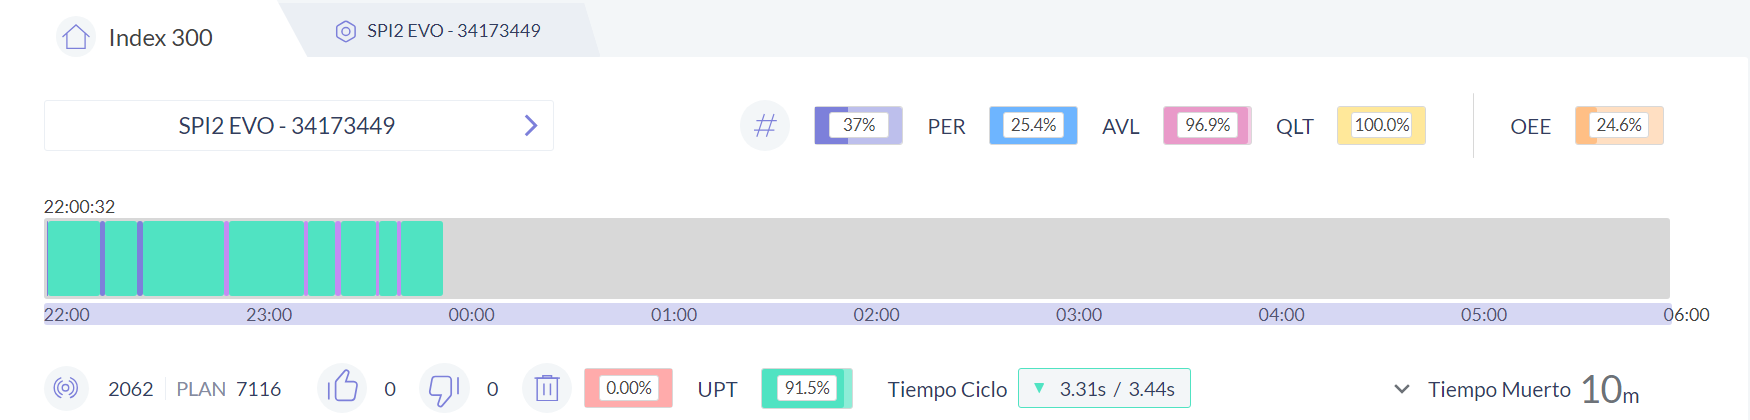 Index 300
SPI2 EVO - 34173449
SPI2 EVO - 34173449
# 37% PER 25.4% AVL 96.9% QLT 100.0% OEE 24.6%
22:00:32
22:00 23:00 00:00 01:00 02:00 03:00 04:00 05:00 06:00
2062 PLAN 7116 0 0 0.00% UPT 91.5% Tiempo Ciclo ▼ 3.31s / 3.44s Tiempo Muerto 10m